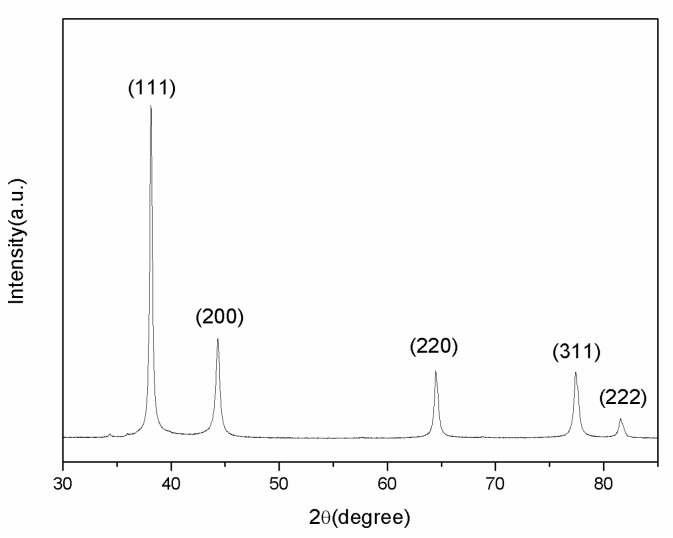 (111)
(200)
(220)
(311)
(222)
Intensity(a.u.)
30 40 50 60 70 80
2θ(degree)